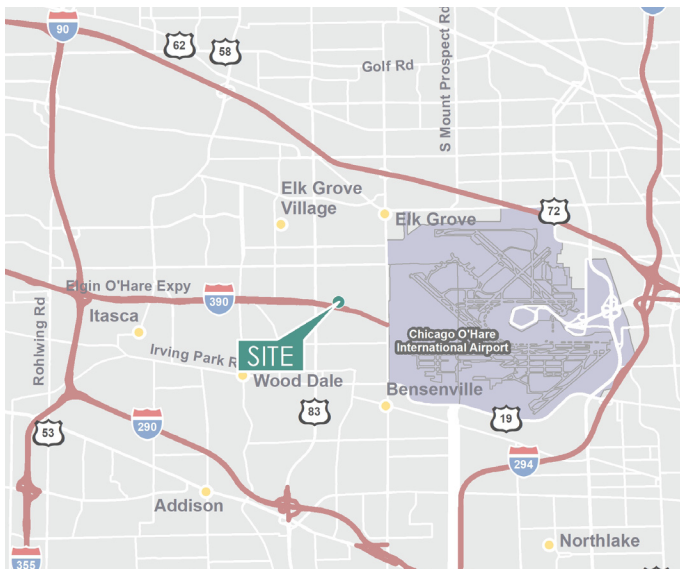 90
62
58
Golf Rd
S Mount Prospect Rd
Elk Grove
Village
Elk Grove
72
Elgin O'Hare Expy
390
Itasca
Rohlwing Rd
Irving Park R
SITE
Chicago O'Hare
International Airport
Wood Dale
Bensenville
83
19
53
290
294
Addison
Northlake
355